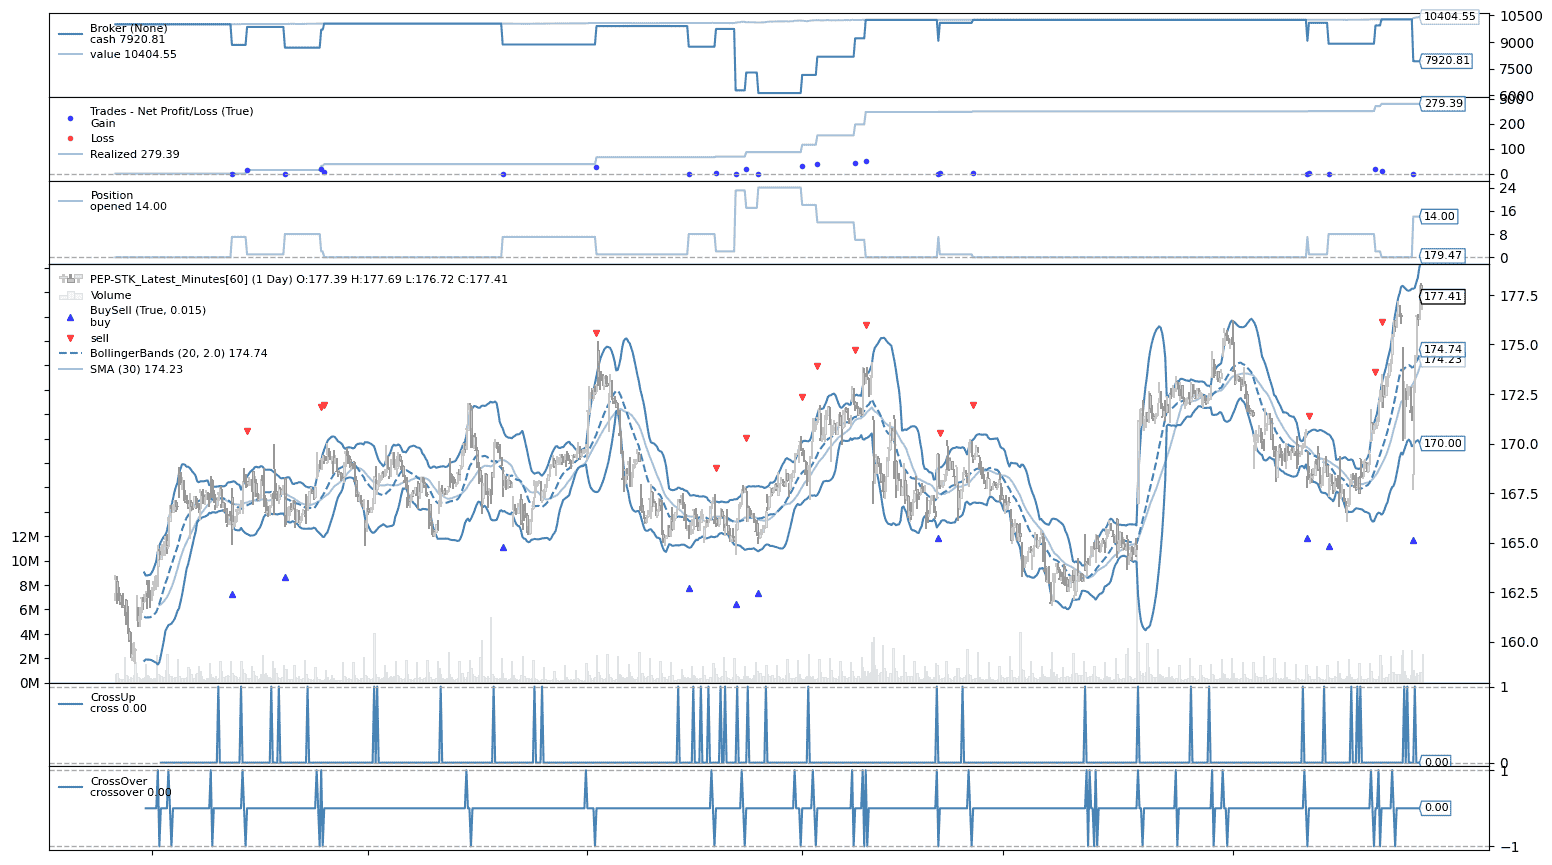 Broker (None)
cash 7920.81
value 10404.55
10404.55
7920.81
10500
9000
7500
6000
Trades - Net Profit/Loss (True)
Gain
Loss
Realized 279.39
300
279.39
200
100
0
Position
opened 14.00
24
16
14.00
8
0
179.47
PEP-STK_Latest_Minutes[60] (1 Day) O:177.39 H:177.69 L:176.72 C:177.41
Volume
BuySell (True, 0.015)
buy
sell
BollingerBands (20, 2.0) 174.74
SMA (30) 174.23
177.41
174.74
174.23
170.00
177.5
175.0
172.5
170.0
167.5
165.0
162.5
160.0
12M
10M
8M
6M
4M
2M
0M
CrossUp
cross 0.00
1
0.00
0
CrossOver
crossover 0.00
1
0.00
−1